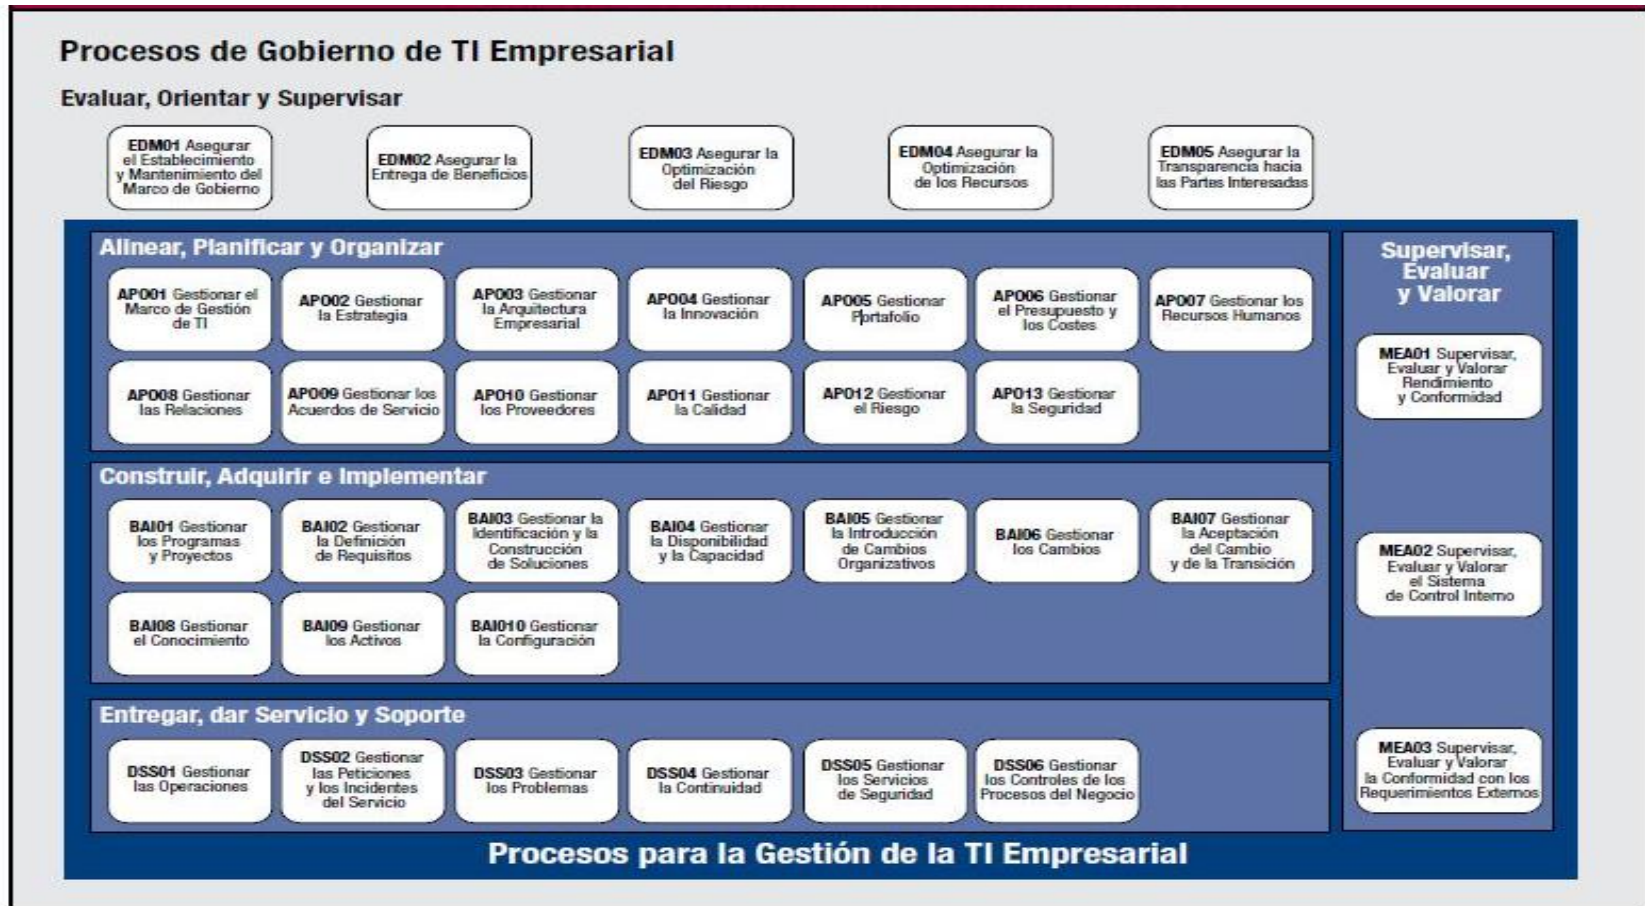 Procesos de Gobierno de TI Empresarial
Evaluar, Orientar y Supervisar
EDM01 Asegurar
el Establecimiento
y Mantenimiento del
Marco de Gobierno
EDM02 Asegurar la
Entrega de Beneficios
EDM03 Asegurar la
Optimización
del Riesgo
EDM04 Asegurar la
Optimización
de los Recursos
EDM05 Asegurar la
Transparencia hacia
las Partes Interesadas
Alinear, Planificar y Organizar
APO01 Gestionar el
Marco de Gestión
de TI
APO02 Gestionar
la Estrategia
APO03 Gestionar
la Arquitectura
Empresarial
APO04 Gestionar
la Innovación
APO05 Gestionar
Portafolio
APO06 Gestionar
el Presupuesto y
los Costes
APO07 Gestionar los
Recursos Humanos
APO08 Gestionar
las Relaciones
APO09 Gestionar los
Acuerdos de Servicio
APO10 Gestionar
los Proveedores
APO11 Gestionar
la Calidad
APO12 Gestionar
el Riesgo
APO13 Gestionar
la Seguridad
Construir, Adquirir e Implementar
BAI01 Gestionar
los Programas
y Proyectos
BAI02 Gestionar
la Definición
de Requisitos
BAI03 Gestionar la
Identificación y la
Construcción
de Soluciones
BAI04 Gestionar
la Disponibilidad
y la Capacidad
BAI05 Gestionar
la Introducción
de Cambios
Organizativos
BAI06 Gestionar
los Cambios
BAI07 Gestionar
la Aceptación
del Cambio
y de la Transición
BAI08 Gestionar
el Conocimiento
BAI09 Gestionar
los Activos
BAI010 Gestionar
la Configuración
Entregar, dar Servicio y Soporte
DSS01 Gestionar
las Operaciones
DSS02 Gestionar
las Peticiones
y los Incidentes
del Servicio
DSS03 Gestionar
los Problemas
DSS04 Gestionar
la Continuidad
DSS05 Gestionar
los Servicios
de Seguridad
DSS06 Gestionar
los Controles de los
Procesos del Negocio
Supervisar,
Evaluar
y Valorar
MEA01 Supervisar,
Evaluar y Valorar
Rendimiento
y Conformidad
MEA02 Supervisar,
Evaluar y Valorar
el Sistema
de Control Interno
MEA03 Supervisar,
Evaluar y Valorar
la Conformidad con los
Requerimientos Externos
Procesos para la Gestión de la TI Empresarial